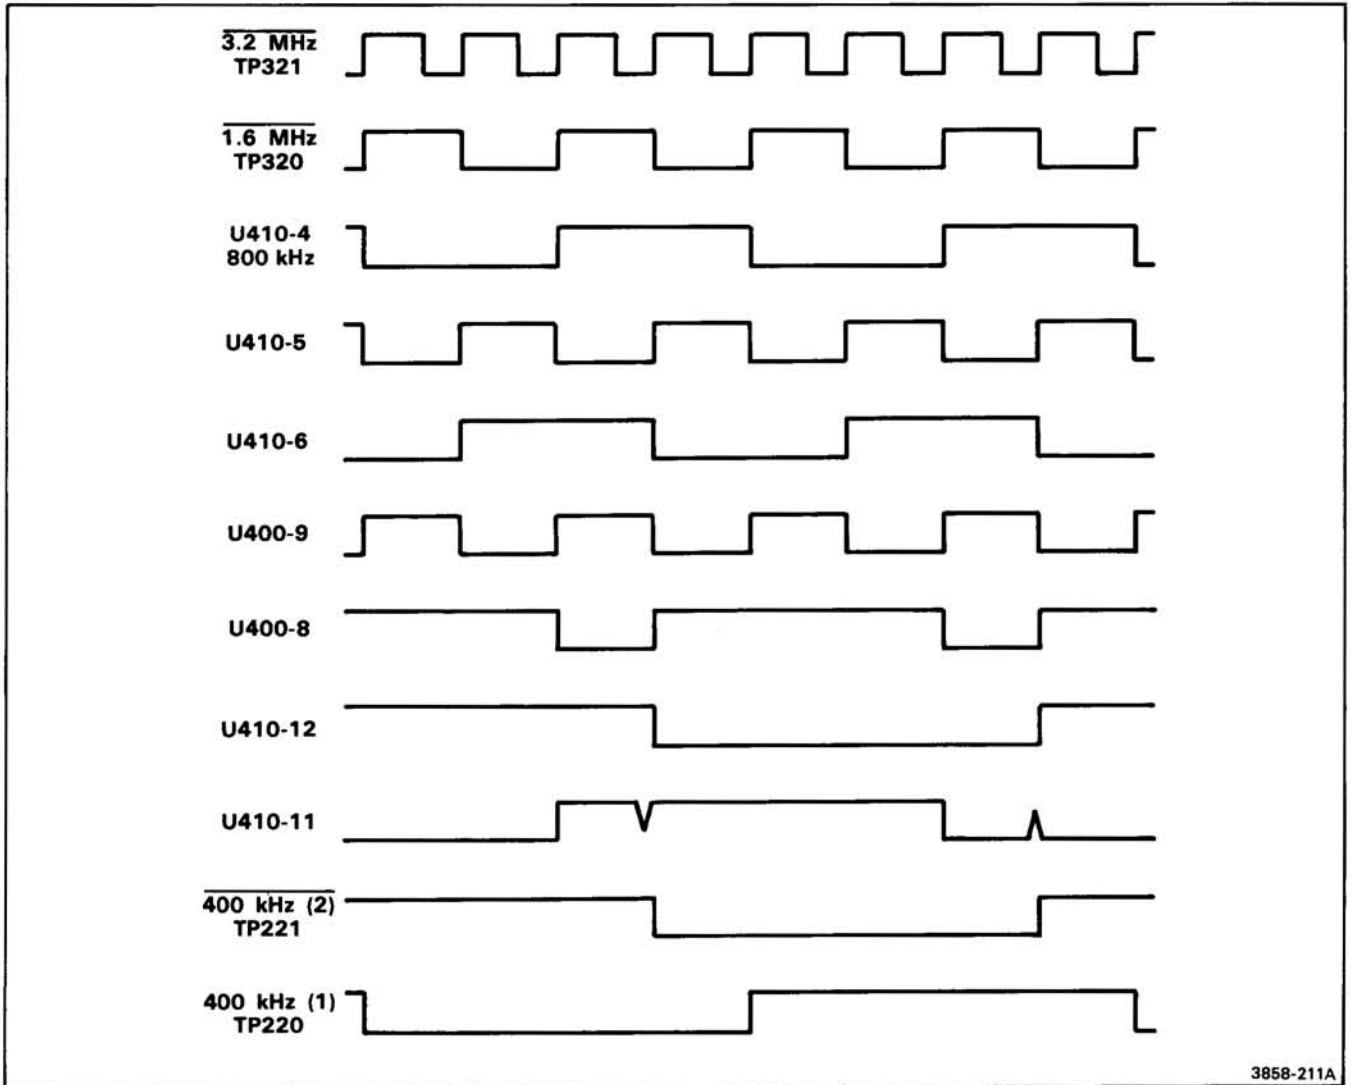 3.2 MHz
TP321
1.6 MHz
TP320
U410-4
800 kHz
U410-5
U410-6
U400-9
U400-8
U410-12
U410-11
400 kHz (2)
TP221
400 kHz (1)
TP220
3858-211A